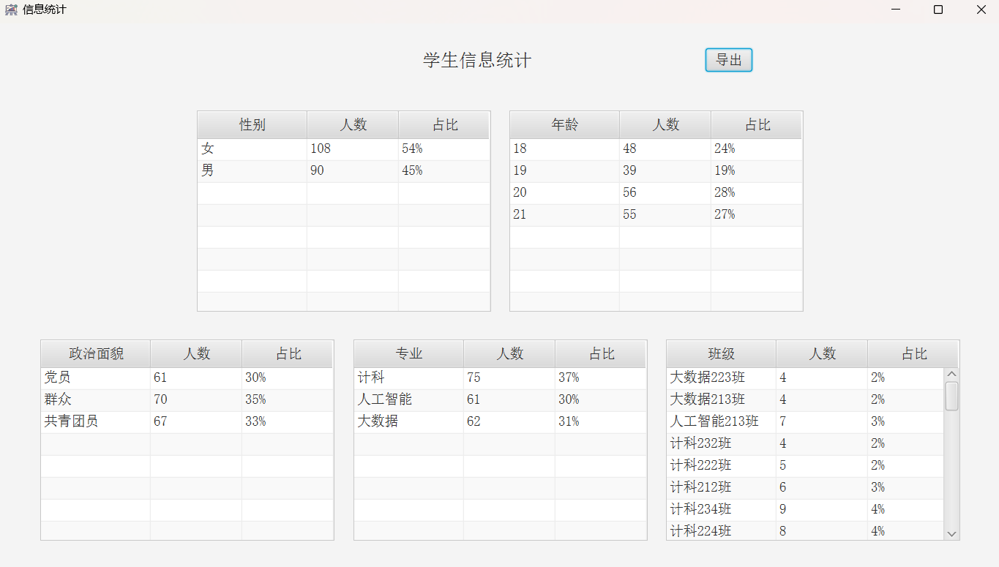 信息统计
学生信息统计
导出
性别 人数 占比
女 108 54%
男 90 45%
年龄 人数 占比
18 48 24%
19 39 19%
20 56 28%
21 55 27%
政治面貌 人数 占比
党员 61 30%
群众 70 35%
共青团员 67 33%
专业 人数 占比
计科 75 37%
人工智能 61 30%
大数据 62 31%
班级 人数 占比
大数据223班 4 2%
大数据213班 4 2%
人工智能213班 7 3%
计科232班 4 2%
计科222班 5 2%
计科212班 6 3%
计科234班 9 4%
计科224班 8 4%